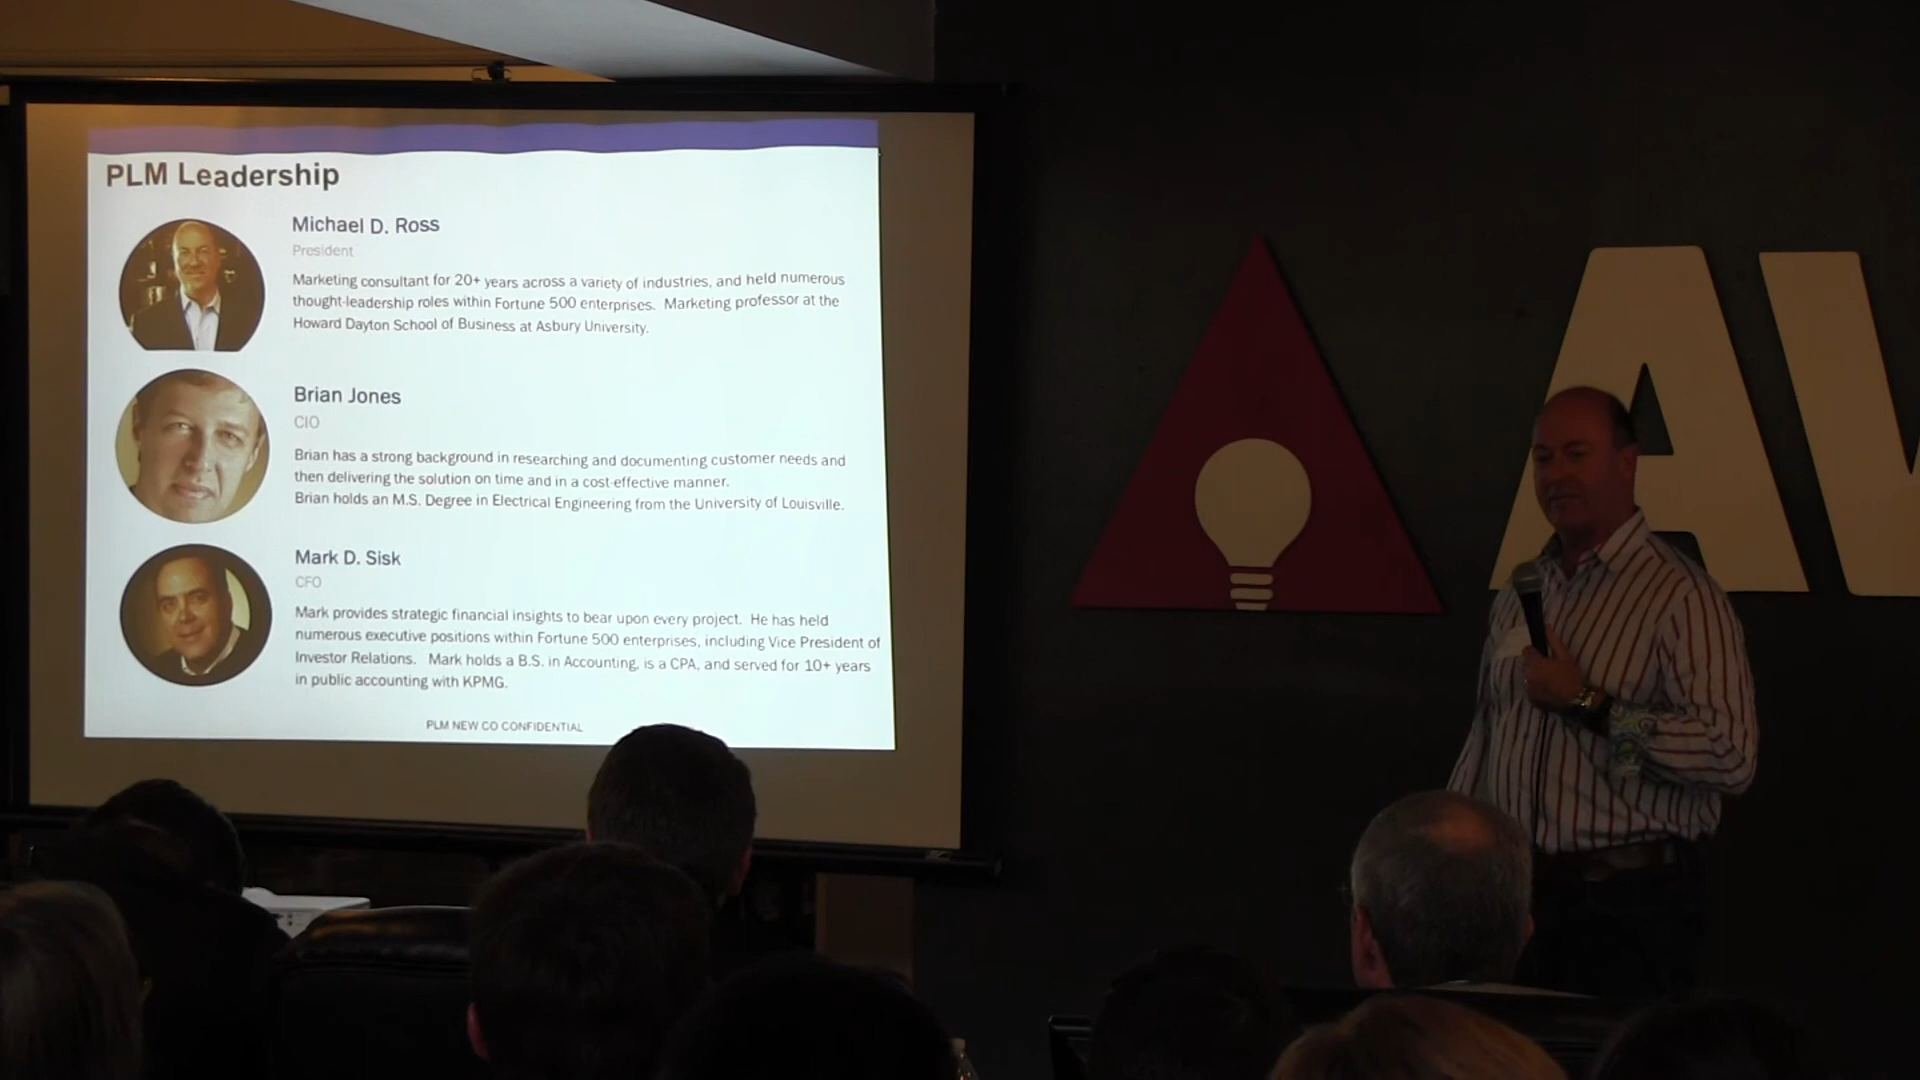 PLM Leadership
Michael D. Ross
President
Marketing consultant for 20+ years across a variety of industries, and held numerous
thought-leadership roles within Fortune 500 enterprises. Marketing professor at the
Howard Dayton School of Business at Asbury University.
Brian Jones
CIO
Brian has a strong background in researching and documenting customer needs and
then delivering the solution on time and in a cost-effective manner.
Brian holds an M.S. Degree in Electrical Engineering from the University of Louisville.
Mark D. Sisk
CFO
Mark provides strategic financial insights to bear upon every project. He has held
numerous executive positions within Fortune 500 enterprises, including Vice President of
Investor Relations. Mark holds a B.S. in Accounting, is a CPA, and served for 10+ years
in public accounting with KPMG.
PLM NEW CO CONFIDENTIAL
AW